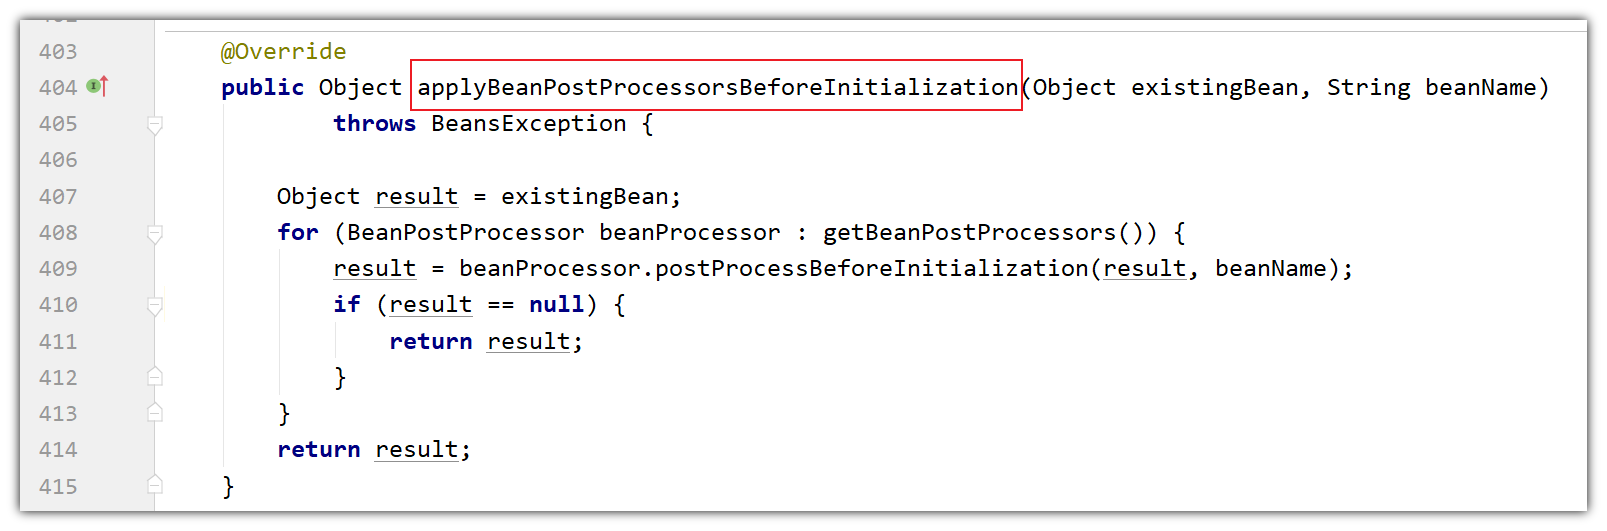 403 @Override
404 public Object applyBeanPostProcessorsBeforeInitialization(Object existingBean, String beanName)
405 throws BeansException {
406
407 Object result = existingBean;
408 for (BeanPostProcessor beanProcessor : getBeanPostProcessors()) {
409 result = beanProcessor.postProcessBeforeInitialization(result, beanName);
410 if (result == null) {
411 return result;
412 }
413 }
414 return result;
415 }